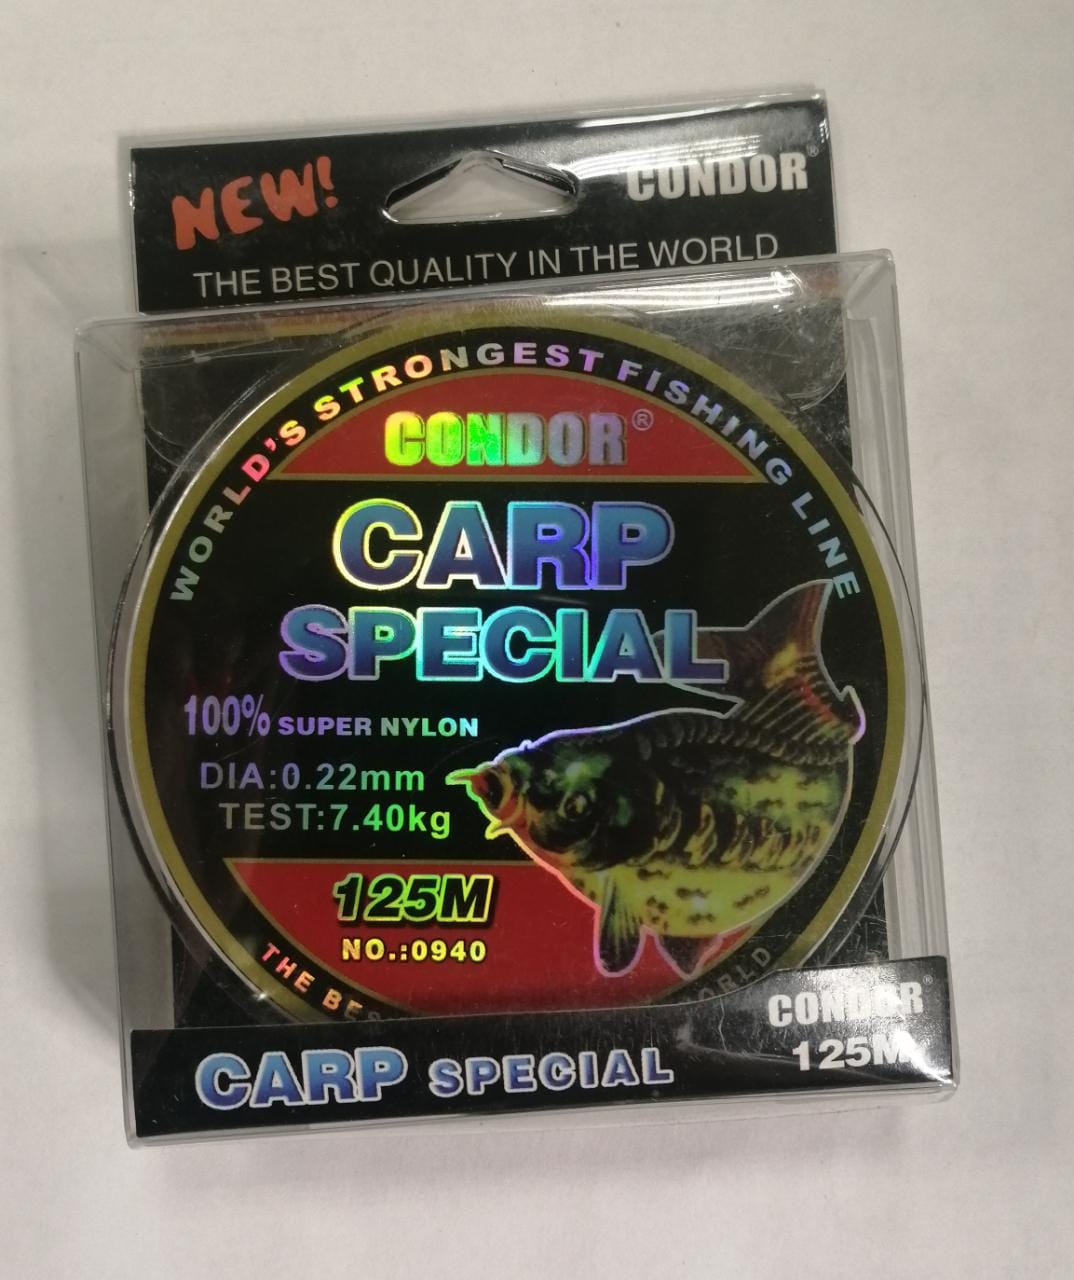 NEW!
CONDOR®
THE BEST QUALITY IN THE WORLD
WORLD'S STRONGEST FISHING LINE
CONDOR®
CARP
SPECIAL
100% SUPER NYLON
DIA:0.22mm
TEST:7.40kg
125M
NO.:0940
THE
CONDOR®
125M
CARP SPECIAL